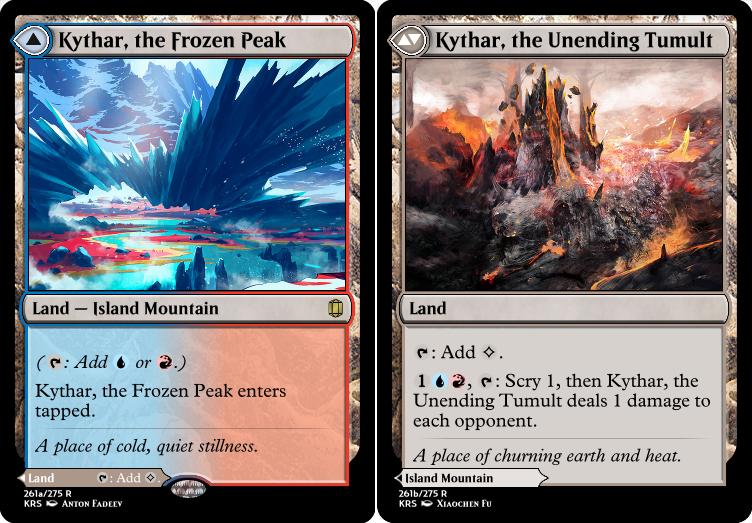 Kythar, the Frozen Peak
Land — Island Mountain
( : Add or .)
Kythar, the Frozen Peak enters
tapped.
A place of cold, quiet stillness.
Land : Add .
261a/275 R
KRS Anton Fadeev
Kythar, the Unending Tumult
Land
: Add .
1 , : Scry 1, then Kythar, the
Unending Tumult deals 1 damage to
each opponent.
A place of churning earth and heat.
Island Mountain
261b/275 R
KRS Xiaochen Fu